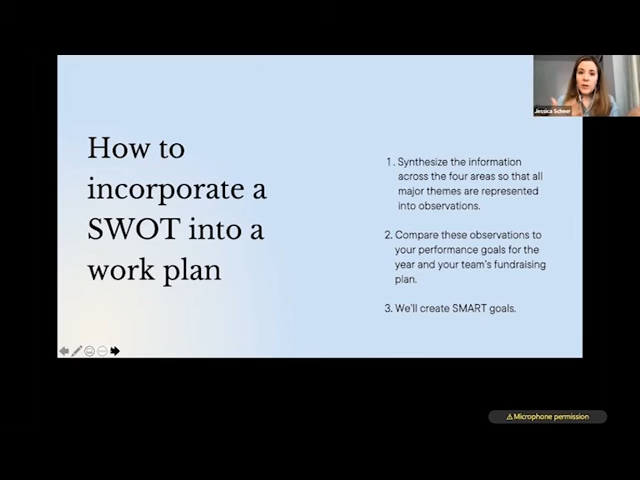 How to
incorporate a
SWOT into a
work plan
1. Synthesize the information
across the four areas so that all
major themes are represented
into observations.
2. Compare these observations to
your performance goals for the
year and your team's fundraising
plan.
3. We'll create SMART goals.
Jessica Scheer
Microphone permission